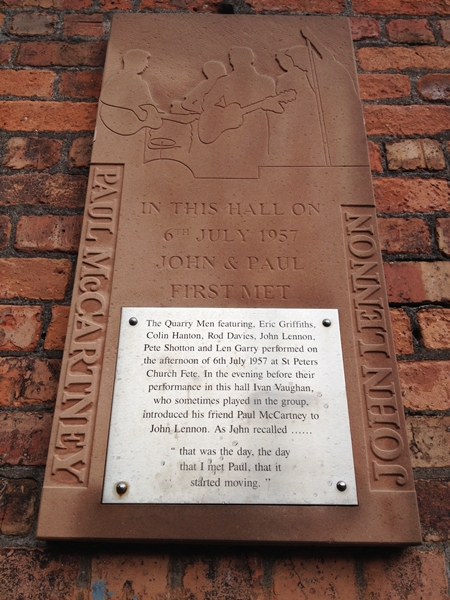 IN THIS HALL ON
6TH JULY 1957
JOHN & PAUL
FIRST MET
PAUL McCARTNEY
JOHN LENNON
The Quarry Men featuring, Eric Griffiths,
Colin Hanton, Rod Davies, John Lennon,
Pete Shotton and Len Garry performed on
the afternoon of 6th July 1957 at St Peters
Church Fete. In the evening before their
performance in this hall Ivan Vaughan,
who sometimes played in the group,
introduced his friend Paul McCartney to
John Lennon. As John recalled ......
" that was the day, the day
that I met Paul, that it
started moving. "